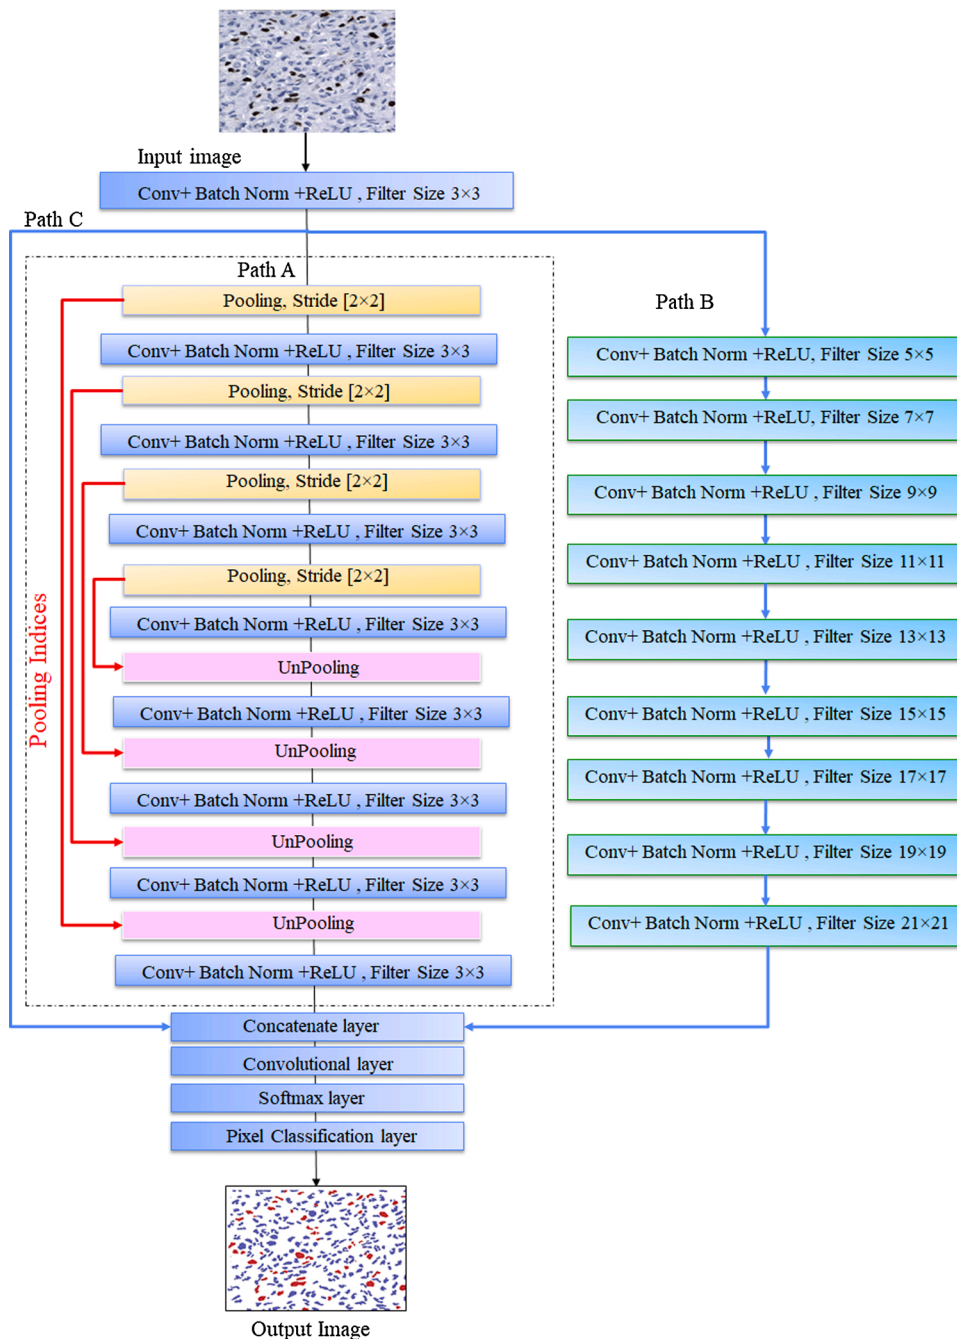 Input image
Conv+ Batch Norm +ReLU , Filter Size 3×3
Path C
Path A
Pooling, Stride [2×2]
Conv+ Batch Norm +ReLU , Filter Size 3×3
Pooling, Stride [2×2]
Conv+ Batch Norm +ReLU , Filter Size 3×3
Pooling, Stride [2×2]
Conv+ Batch Norm +ReLU , Filter Size 3×3
Pooling, Stride [2×2]
Conv+ Batch Norm +ReLU , Filter Size 3×3
UnPooling
Conv+ Batch Norm +ReLU , Filter Size 3×3
UnPooling
Conv+ Batch Norm +ReLU , Filter Size 3×3
UnPooling
Conv+ Batch Norm +ReLU , Filter Size 3×3
UnPooling
Conv+ Batch Norm +ReLU , Filter Size 3×3
Pooling Indices
Path B
Conv+ Batch Norm +ReLU, Filter Size 5×5
Conv+ Batch Norm +ReLU, Filter Size 7×7
Conv+ Batch Norm +ReLU , Filter Size 9×9
Conv+ Batch Norm +ReLU , Filter Size 11×11
Conv+ Batch Norm +ReLU , Filter Size 13×13
Conv+ Batch Norm +ReLU , Filter Size 15×15
Conv+ Batch Norm +ReLU , Filter Size 17×17
Conv+ Batch Norm +ReLU , Filter Size 19×19
Conv+ Batch Norm +ReLU , Filter Size 21×21
Concatenate layer
Convolutional layer
Softmax layer
Pixel Classification layer
Output Image